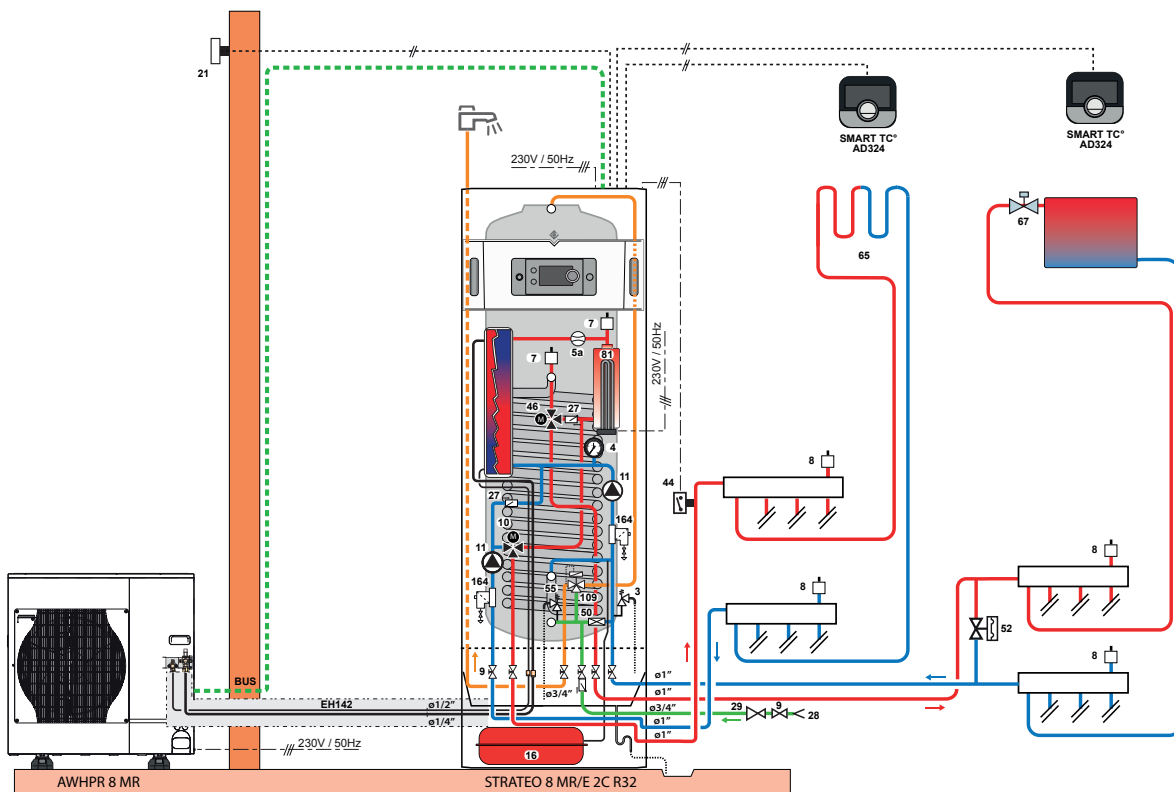 21
230V / 50Hz
SMART TC°
AD324
SMART TC°
AD324
67
65
7
5a
81
7
230V / 50Hz
46
M
27
4
8
11
44
27
164
10
M
11
8
8
55
3
164
109
52
50
8
9
BUS
ø1"
ø1"
EH142
ø1/2"
ø3/4"
ø3/4"
29
9
28
ø1/4"
ø1"
ø1"
230V / 50Hz
16
AWHPR 8 MR
STRATEO 8 MR/E 2C R32